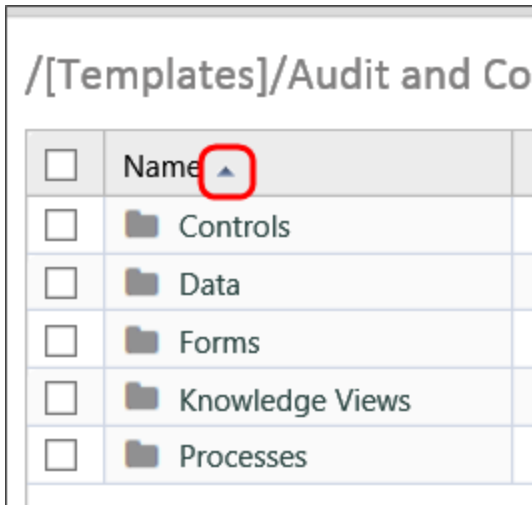 /[Templates]/Audit and Co
Name
Controls
Data
Forms
Knowledge Views
Processes